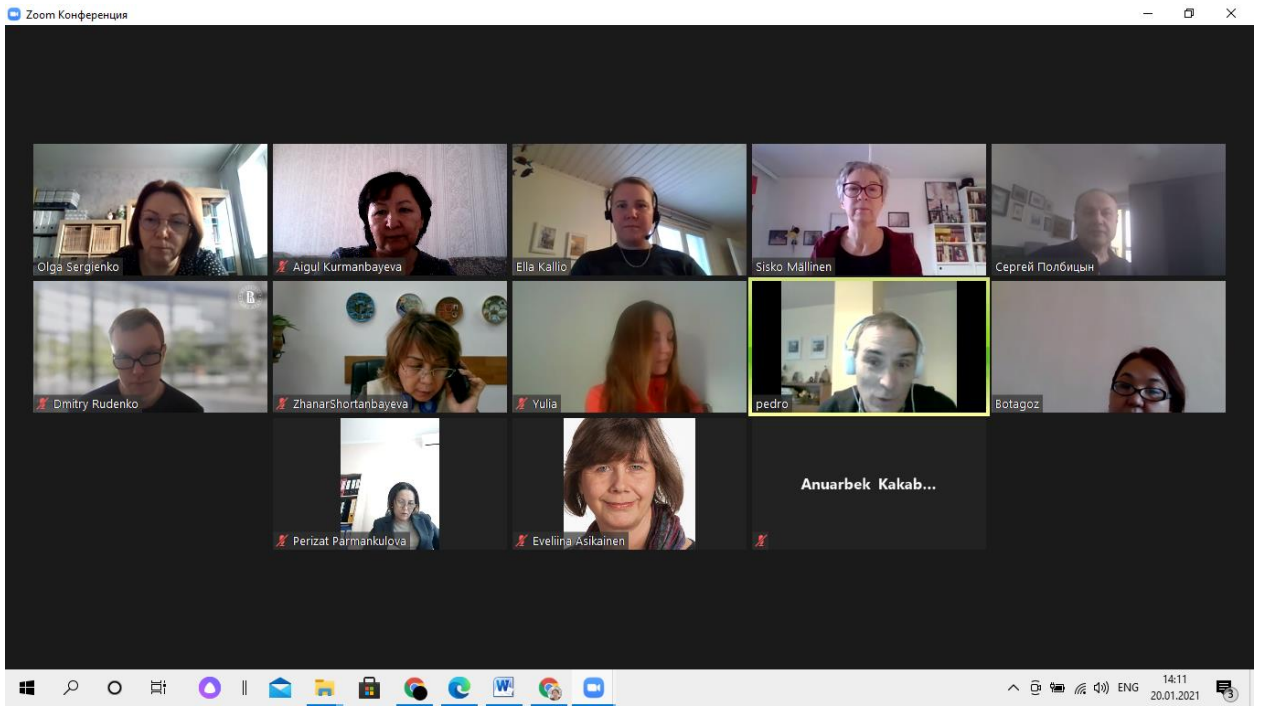 Zoom Конференция
Olga Sergienko
Aigul Kurmanbayeva
Ella Kallio
Sisko Mällinen
Сергей Полбицын
Dmitry Rudenko
ZhanarShortanbayeva
Yulia
pedro
Botagoz
Perizat Parmankulova
Eveliina Asikainen
Anuarbek Kakab...
ENG
14:11
20.01.2021
3